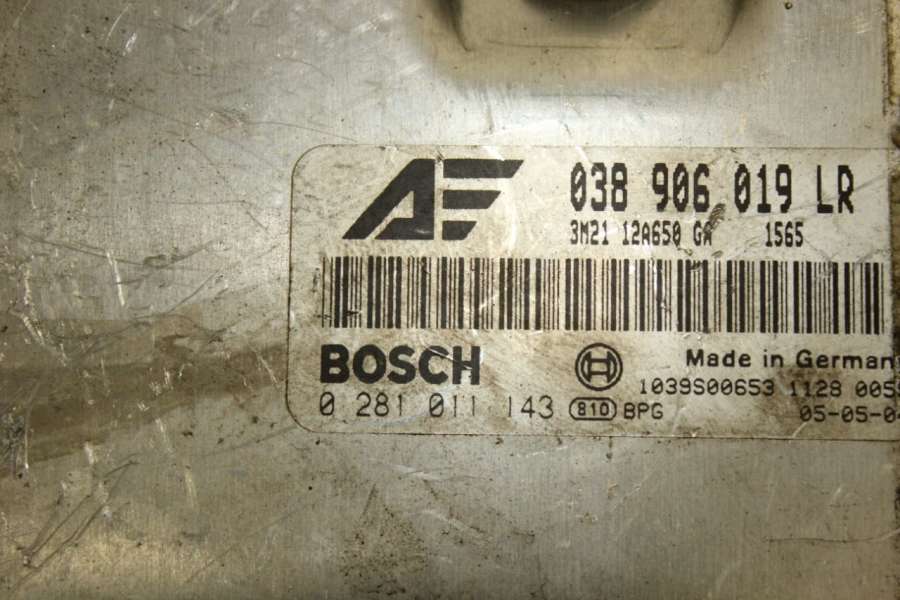 AF
038 906 019 LR
3M21 12A650 GA 1565
BOSCH
Made in German
1039S00653 1128 005
0 281 011 143 810 BPG
05-05-0